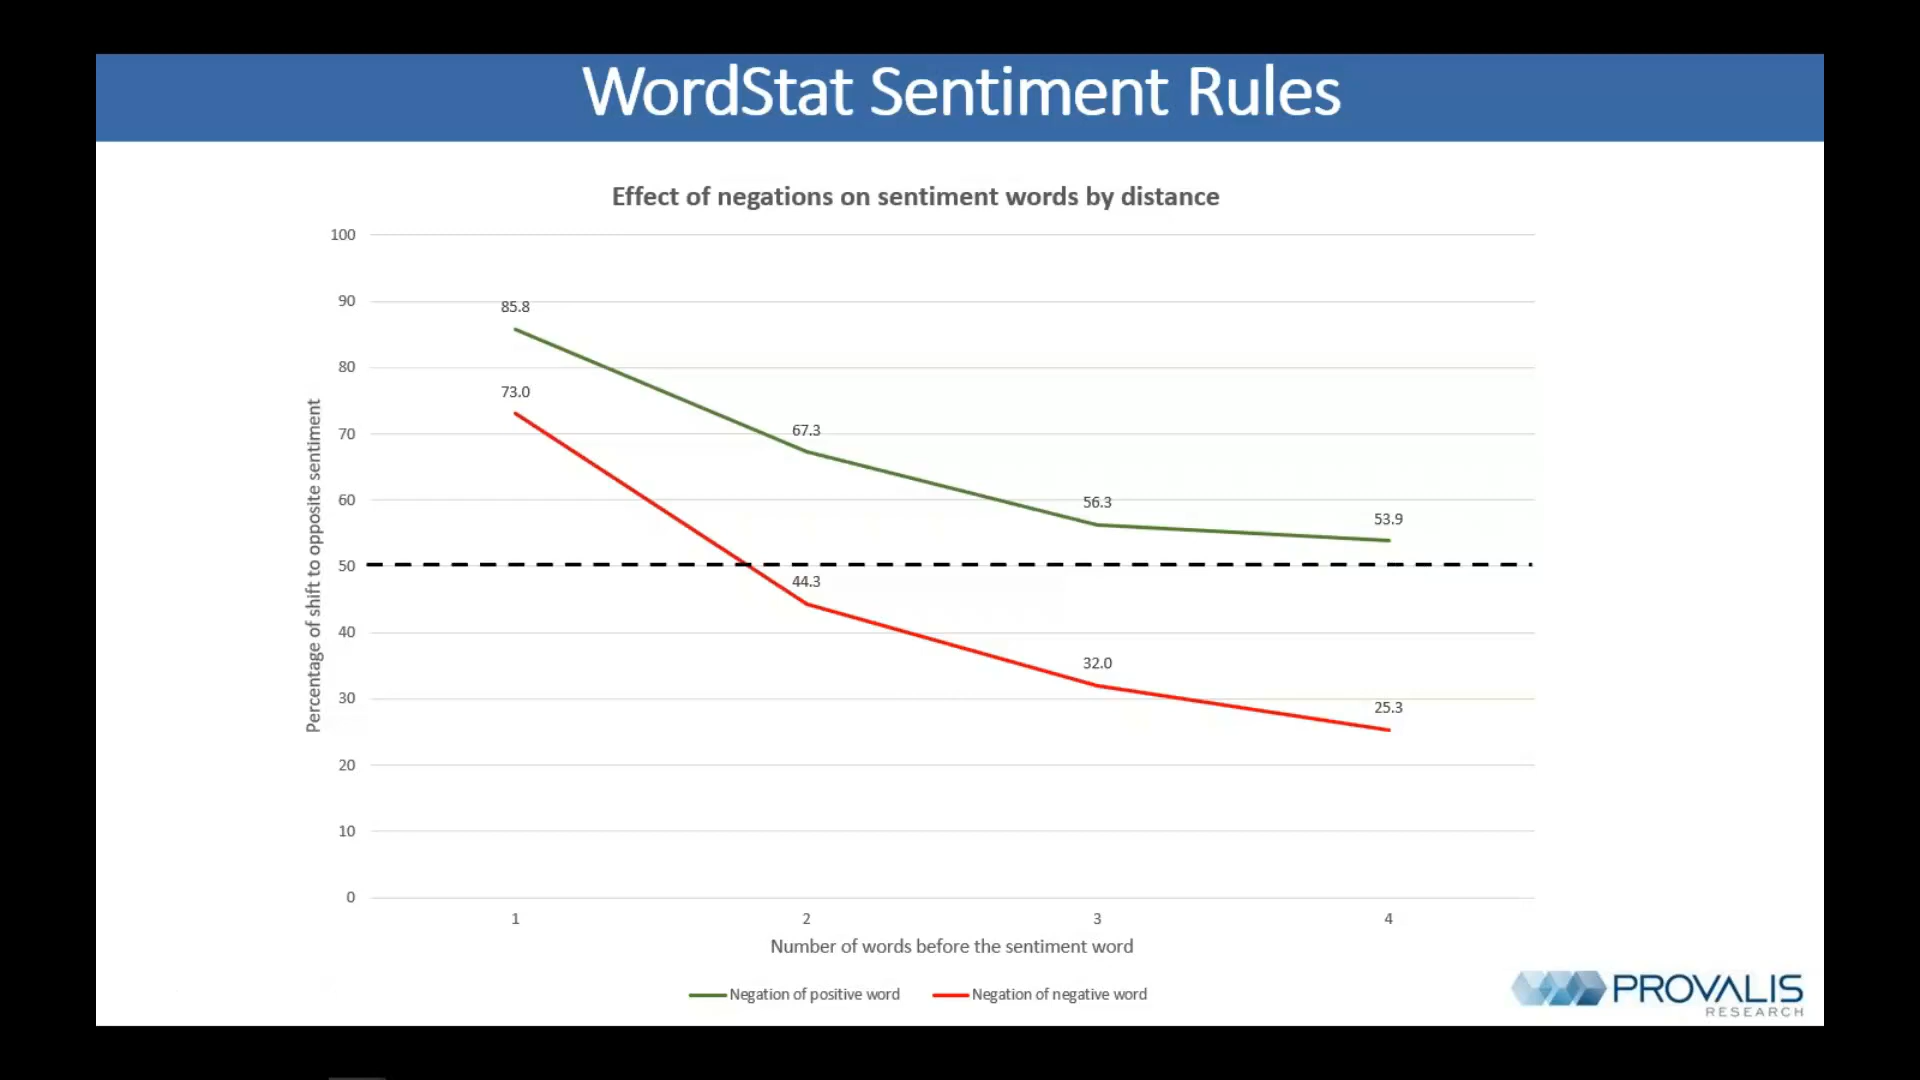 WordStat Sentiment Rules
Effect of negations on sentiment words by distance
Percentage of shift to opposite sentiment
100
90
80
70
60
50
40
30
20
10
0
85.8
67.3
56.3
53.9
73.0
44.3
32.0
25.3
1 2 3 4
Number of words before the sentiment word
Negation of positive word Negation of negative word
PROVALIS
RESEARCH